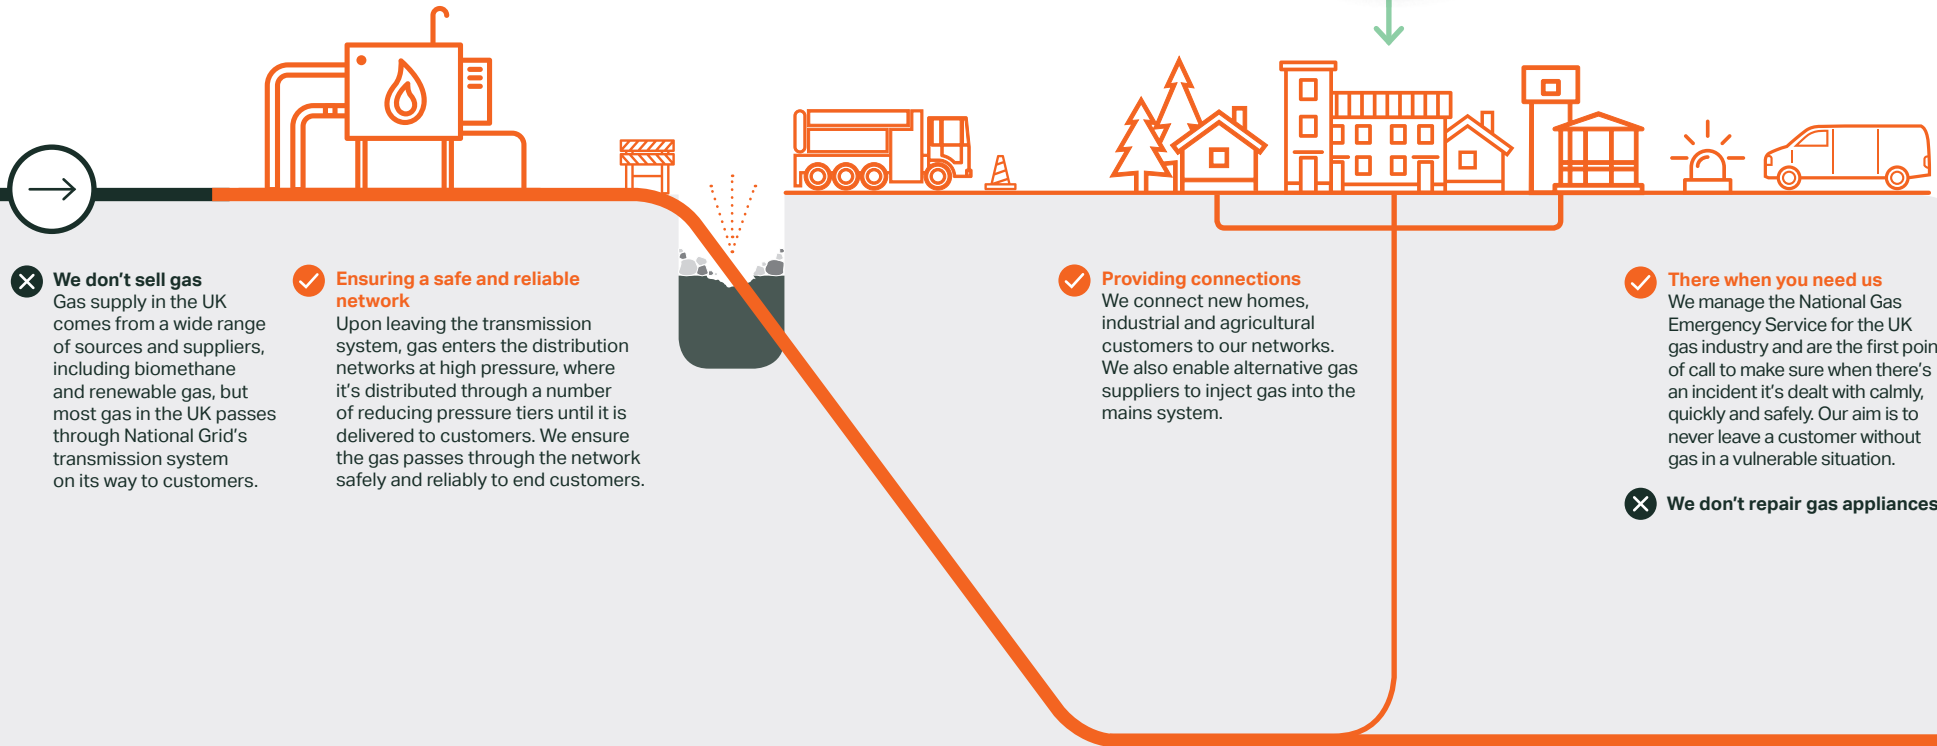 We don't sell gas
Gas supply in the UK
comes from a wide range
of sources and suppliers,
including biomethane
and renewable gas, but
most gas in the UK passes
through National Grid's
transmission system
on its way to customers.
Ensuring a safe and reliable
network
Upon leaving the transmission
system, gas enters the distribution
networks at high pressure, where
it's distributed through a number
of reducing pressure tiers until it is
delivered to customers. We ensure
the gas passes through the network
safely and reliably to end customers.
Providing connections
We connect new homes,
industrial and agricultural
customers to our networks.
We also enable alternative gas
suppliers to inject gas into the
mains system.
There when you need us
We manage the National Gas
Emergency Service for the UK
gas industry and are the first poin
of call to make sure when there's
an incident it's dealt with calmly,
quickly and safely. Our aim is to
never leave a customer without
gas in a vulnerable situation.
We don't repair gas appliances